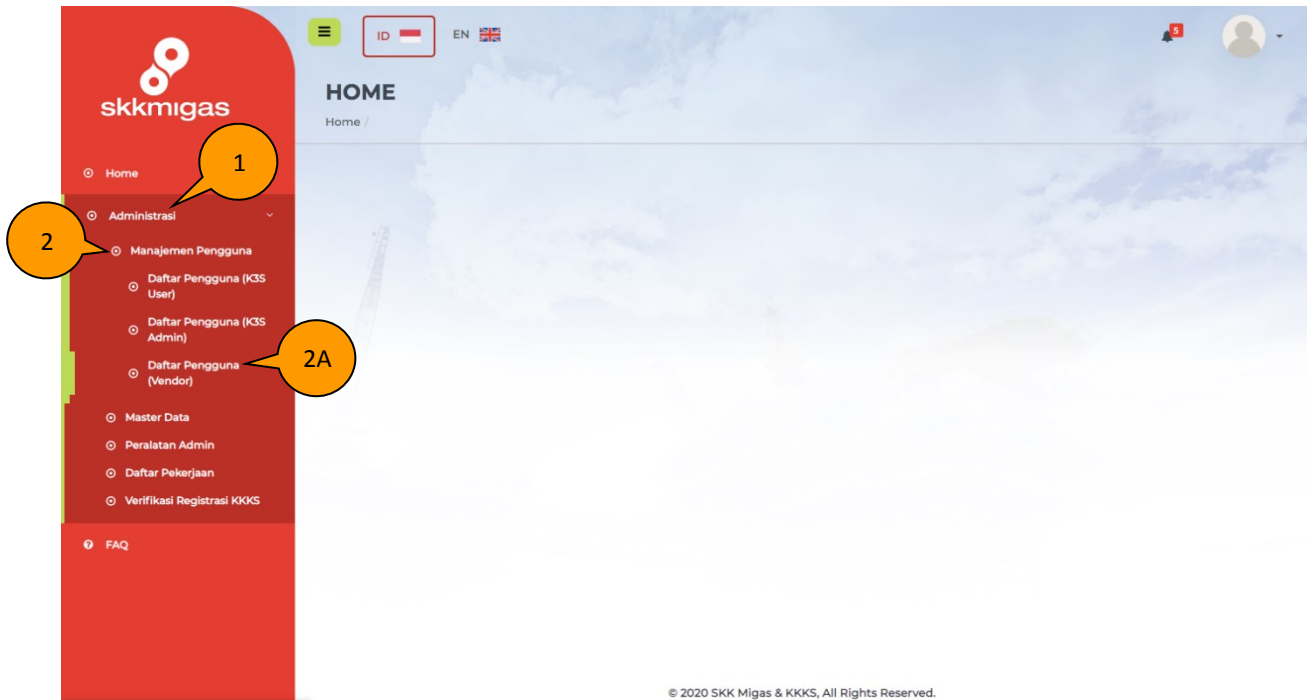 skkmigas
ID
EN
5
HOME
Home /
Home
1
Administrasi
2
Manajemen Pengguna
Daftar Pengguna (K3S
User)
Daftar Pengguna (K3S
Admin)
Daftar Pengguna
(Vendor)
2A
Master Data
Peralatan Admin
Daftar Pekerjaan
Verifikasi Registrasi KKKS
FAQ
© 2020 SKK Migas & KKKS, All Rights Reserved.